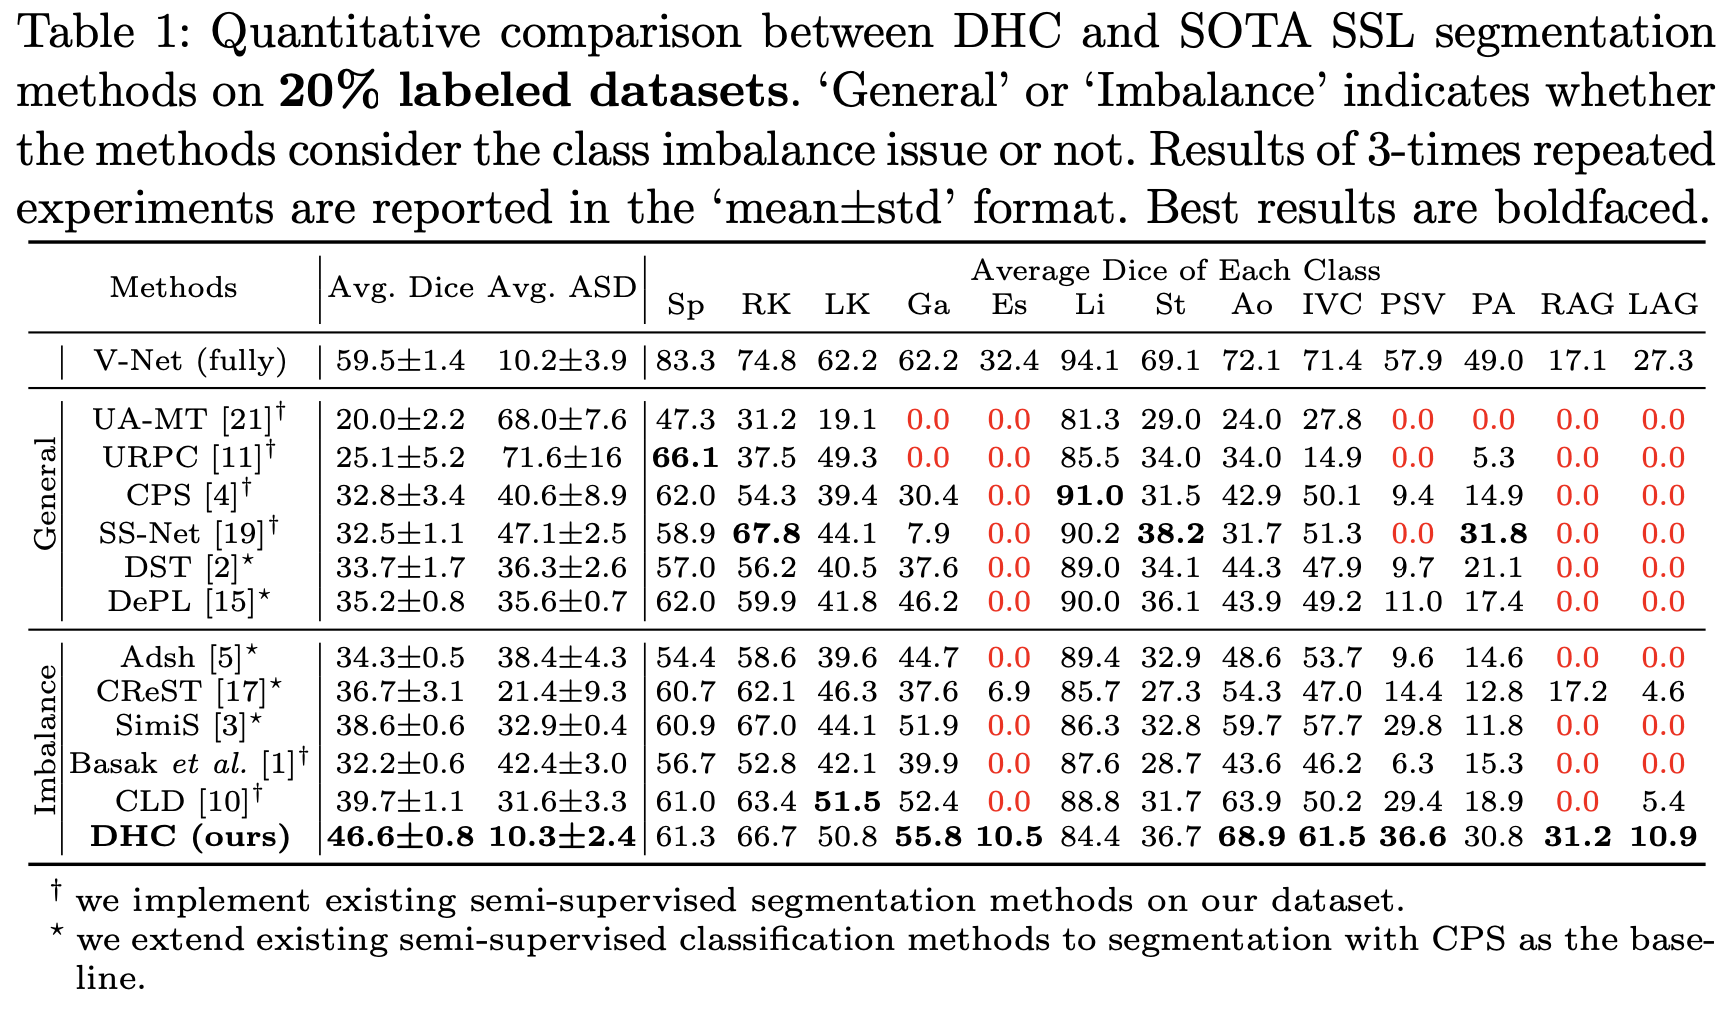 Table 1: Quantitative comparison between DHC and SOTA SSL segmentation
methods on 20% labeled datasets. ‘General’ or ‘Imbalance’ indicates whether
the methods consider the class imbalance issue or not. Results of 3-times repeated
experiments are reported in the ‘mean±std’ format. Best results are boldfaced.
Methods Avg. Dice Avg. ASD Average Dice of Each Class
Sp RK LK Ga Es Li St Ao IVC PSV PA RAG LAG
V-Net (fully) 59.5±1.4 10.2±3.9 83.3 74.8 62.2 62.2 32.4 94.1 69.1 72.1 71.4 57.9 49.0 17.1 27.3
General
UA-MT [21]† 20.0±2.2 68.0±7.6 47.3 31.2 19.1 0.0 0.0 81.3 29.0 24.0 27.8 0.0 0.0 0.0 0.0
URPC [11]† 25.1±5.2 71.6±16 66.1 37.5 49.3 0.0 0.0 85.5 34.0 34.0 14.9 0.0 5.3 0.0 0.0
CPS [4]† 32.8±3.4 40.6±8.9 62.0 54.3 39.4 30.4 0.0 91.0 31.5 42.9 50.1 9.4 14.9 0.0 0.0
SS-Net [19]† 32.5±1.1 47.1±2.5 58.9 67.8 44.1 7.9 0.0 90.2 38.2 31.7 51.3 0.0 31.8 0.0 0.0
DST [2]⋆ 33.7±1.7 36.3±2.6 57.0 56.2 40.5 37.6 0.0 89.0 34.1 44.3 47.9 9.7 21.1 0.0 0.0
DePL [15]⋆ 35.2±0.8 35.6±0.7 62.0 59.9 41.8 46.2 0.0 90.0 36.1 43.9 49.2 11.0 17.4 0.0 0.0
Imbalance
Adsh [5]⋆ 34.3±0.5 38.4±4.3 54.4 58.6 39.6 44.7 0.0 89.4 32.9 48.6 53.7 9.6 14.6 0.0 0.0
CReST [17]⋆ 36.7±3.1 21.4±9.3 60.7 62.1 46.3 37.6 6.9 85.7 27.3 54.3 47.0 14.4 12.8 17.2 4.6
SimiS [3]⋆ 38.6±0.6 32.9±0.4 60.9 67.0 44.1 51.9 0.0 86.3 32.8 59.7 57.7 29.8 11.8 0.0 0.0
Basak et al. [1]† 32.2±0.6 42.4±3.0 56.7 52.8 42.1 39.9 0.0 87.6 28.7 43.6 46.2 6.3 15.3 0.0 0.0
CLD [10]† 39.7±1.1 31.6±3.3 61.0 63.4 51.5 52.4 0.0 88.8 31.7 63.9 50.2 29.4 18.9 0.0 5.4
DHC (ours) 46.6±0.8 10.3±2.4 61.3 66.7 50.8 55.8 10.5 84.4 36.7 68.9 61.5 36.6 30.8 31.2 10.9
† we implement existing semi-supervised segmentation methods on our dataset.
⋆ we extend existing semi-supervised classification methods to segmentation with CPS as the base-
line.